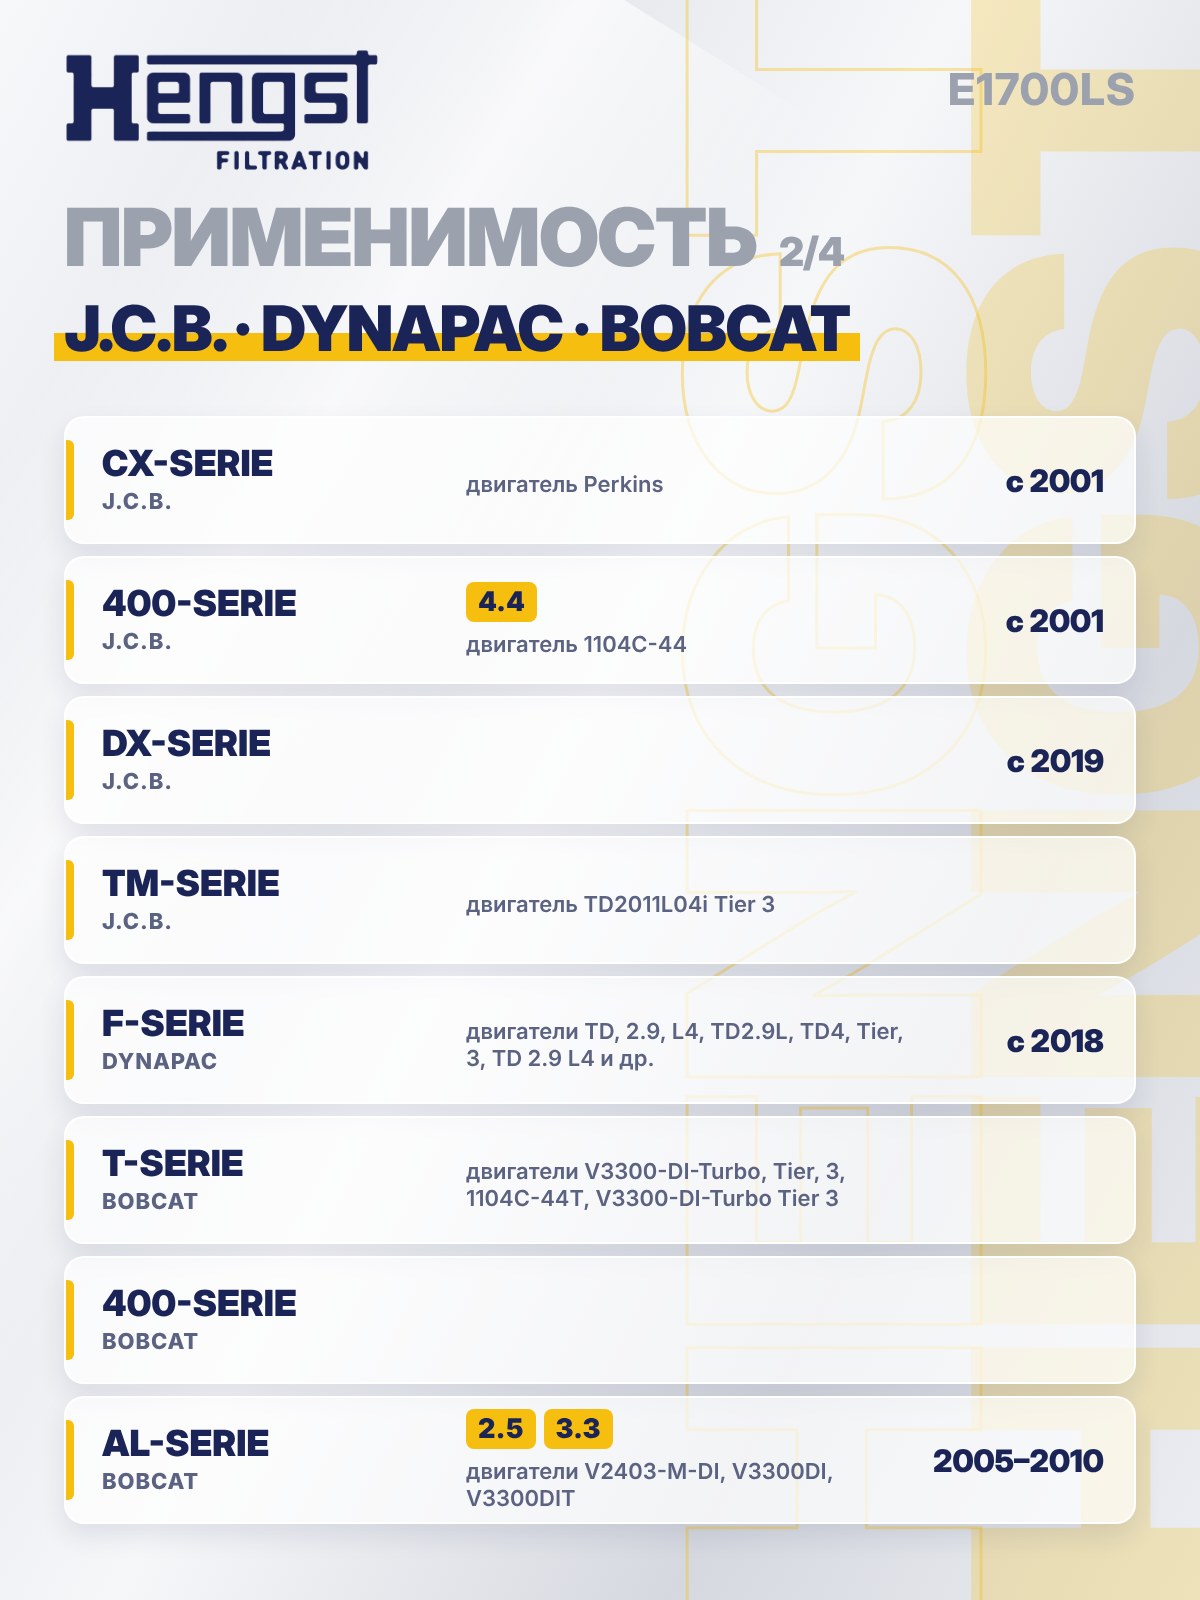 Hengst
FILTRATION
E1700LS
ПРИМЕНИМОСТЬ 2/4
J.C.B. · DYNAPAC · BOBCAT
CX-SERIE
J.C.B.
двигатель Perkins
с 2001
400-SERIE
J.C.B.
4.4
двигатель 1104C-44
с 2001
DX-SERIE
J.C.B.
с 2019
TM-SERIE
J.C.B.
двигатель TD2011L04i Tier 3
F-SERIE
DYNAPAC
двигатели TD, 2.9, L4, TD2.9L, TD4, Tier,
3, TD 2.9 L4 и др.
с 2018
T-SERIE
BOBCAT
двигатели V3300-DI-Turbo, Tier, 3,
1104C-44T, V3300-DI-Turbo Tier 3
400-SERIE
BOBCAT
AL-SERIE
BOBCAT
2.5 3.3
двигатели V2403-M-DI, V3300DI,
V3300DIT
2005–2010
HENGST
HENGST